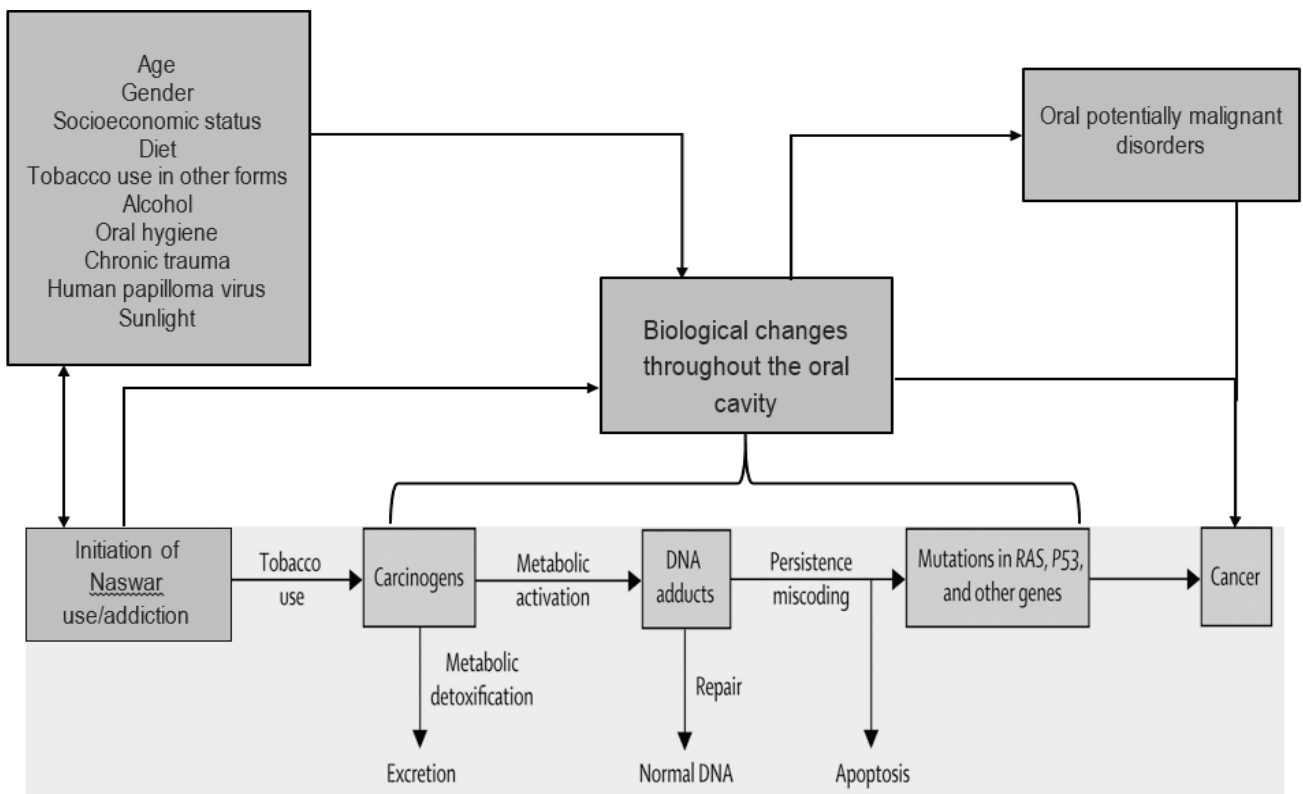 Age
Gender
Socioeconomic status
Diet
Tobacco use in other forms
Alcohol
Oral hygiene
Chronic trauma
Human papilloma virus
Sunlight
Oral potentially malignant
disorders
Biological changes
throughout the oral
cavity
Initiation of
Naswar
use/addiction
Tobacco
use
Carcinogens
Metabolic
activation
DNA
adducts
Persistence
miscoding
Mutations in RAS, P53,
and other genes
Cancer
Metabolic
detoxification
Repair
Excretion
Normal DNA
Apoptosis